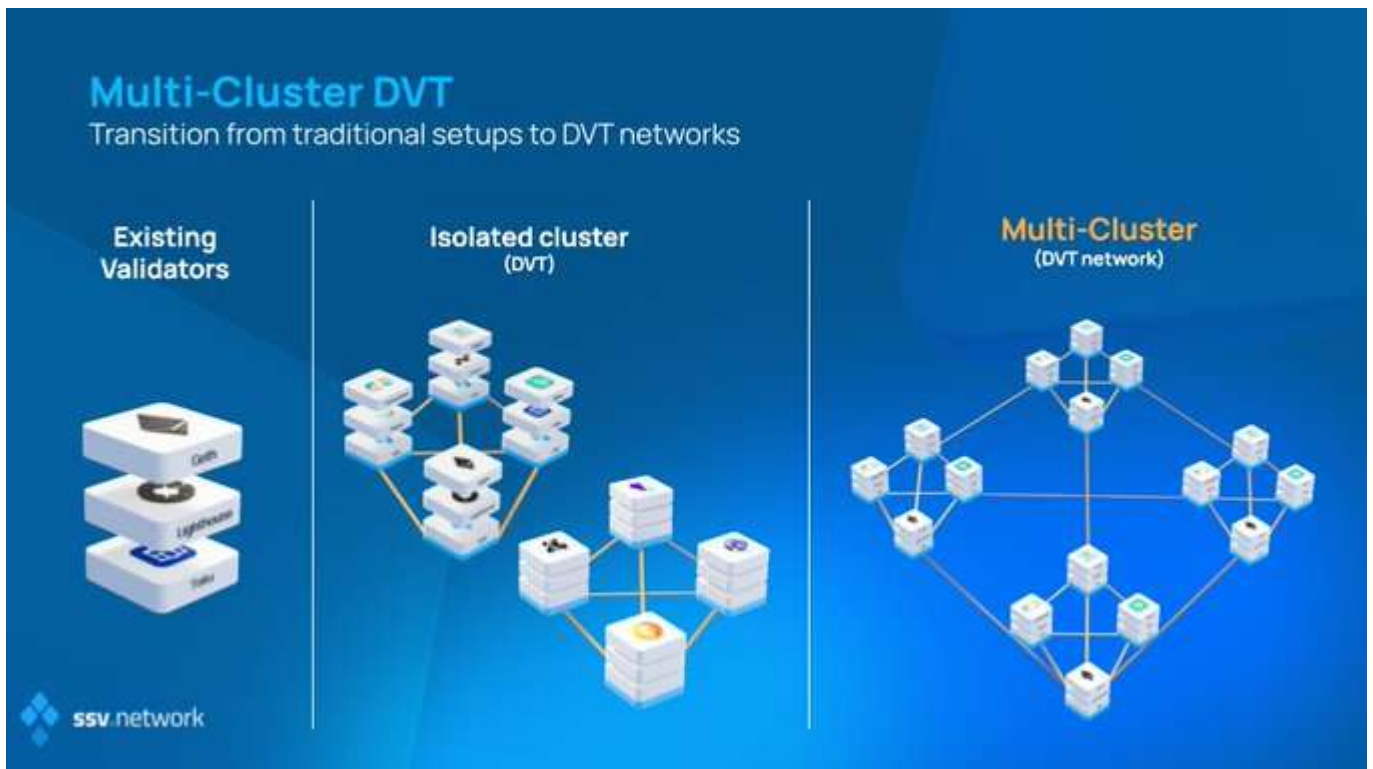 Multi-Cluster DVT
Transition from traditional setups to DVT networks
Existing
Validators
Isolated cluster
(DVT)
Multi-Cluster
(DVT network)
Geth
Lighthouse
ssv.network